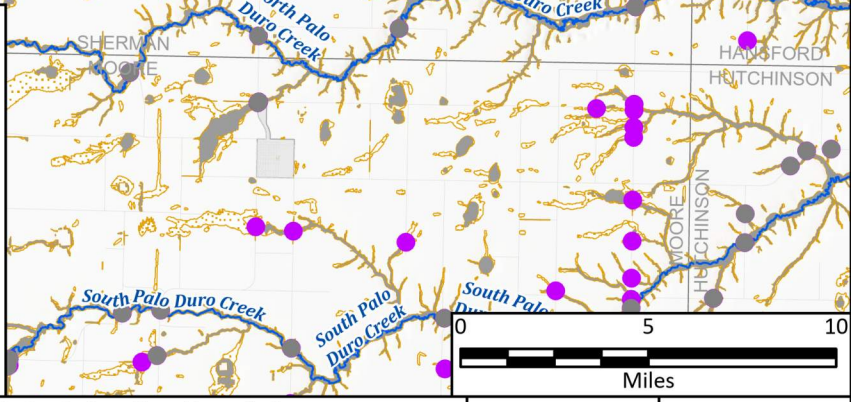 North Palo
Duro Creek
Duro Creek
SHERMAN
MOORE
HANSFORD
HUTCHINSON
MOORE
HUTCHINSON
South Palo Duro Creek
South Palo
Duro Creek
South Palo
0 5 10
Miles